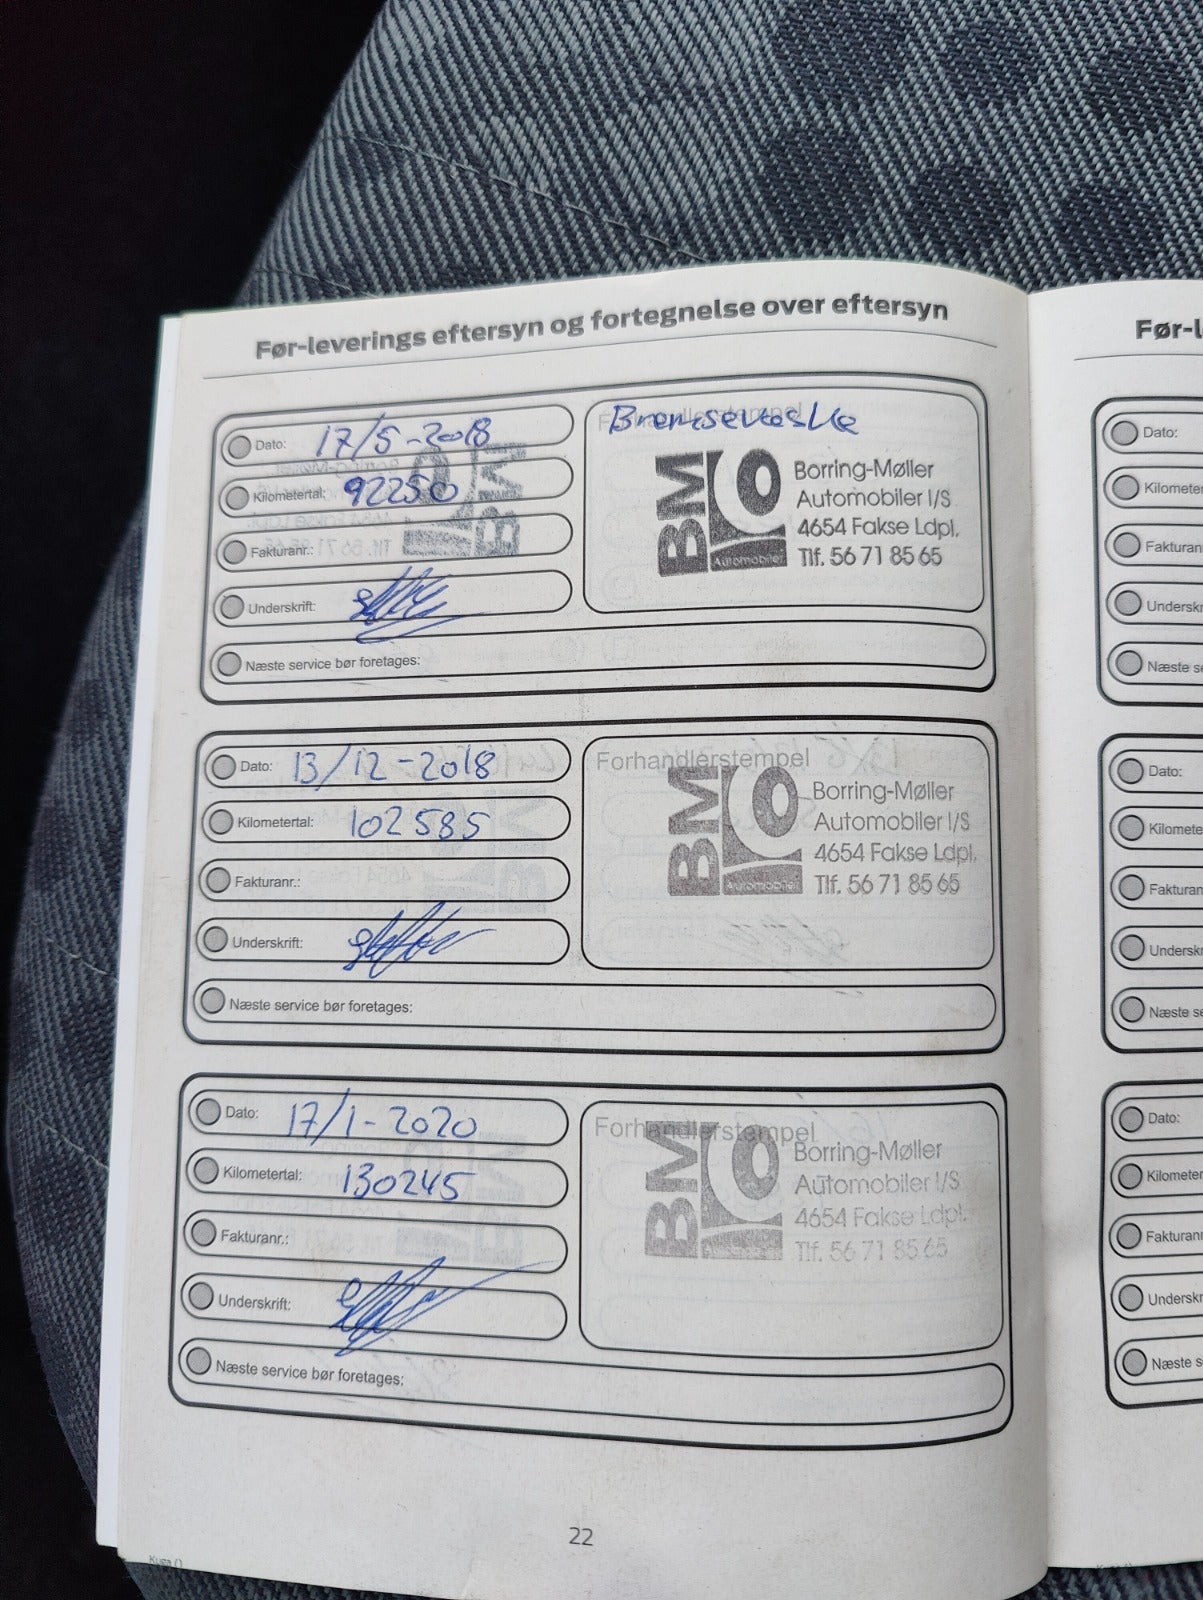 Før-leverings eftersyn og fortegnelse over eftersyn
Dato: 17/5-2018
Kilometertal: 92250
Fakturanr.:
Underskrift:
Næste service bør foretages:
Bremsevæske
BM
Automobiler
Borring-Møller
Automobiler I/S
4654 Fakse Ldpl.
Tlf. 56 71 85 65
Dato: 13/12-2018
Kilometertal: 102585
Fakturanr.:
Underskrift:
Næste service bør foretages:
Forhandlerstempel
BM
Automobiler
Borring-Møller
Automobiler I/S
4654 Fakse Ldpl.
Tlf. 56 71 85 65
Dato: 17/1-2020
Kilometertal: 130245
Fakturanr.:
Underskrift:
Næste service bør foretages:
Forhandlerstempel
BM
Borring-Møller
Automobiler I/S
4654 Fakse Ldpl.
Tlf. 56 71 85 65
22
Kuga ()
Før-l
Dato:
Kilometer
Fakturan
Underskr
Næste se
Dato:
Kilomete
Fakturan
Underskr
Næste se
Dato:
Kilometer
Fakturan
Underskr
Næste s